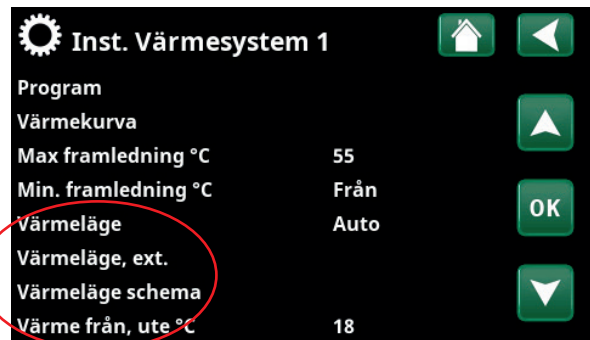 Inst. Värmesystem 1
Program
Värmekurva
Max framledning °C 55
Min. framledning °C Från
Värmeläge Auto
OK
Värmeläge, ext.
Värmeläge schema
Värme från, ute °C 18